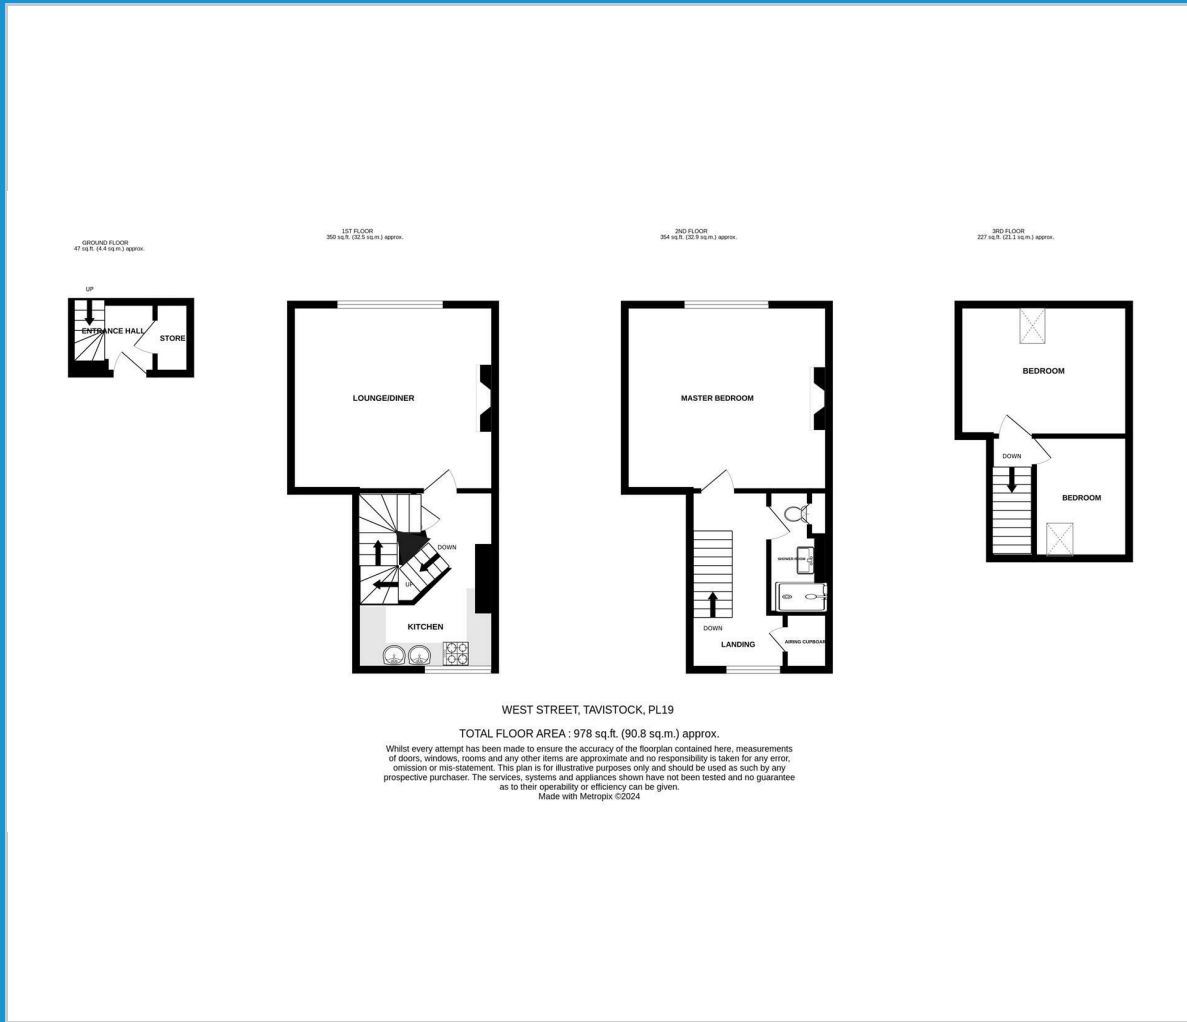 GROUND FLOOR
47 sq.ft. (4.4 sq.m.) approx.
UP
ENTRANCE HALL
STORE
1ST FLOOR
350 sq.ft. (32.5 sq.m.) approx.
LOUNGE/DINER
DOWN
UP
KITCHEN
2ND FLOOR
354 sq.ft. (32.9 sq.m.) approx.
MASTER BEDROOM
SHOWER ROOM
DOWN
LANDING
AIRING CUPBOAR
3RD FLOOR
227 sq.ft. (21.1 sq.m.) approx.
BEDROOM
DOWN
BEDROOM
WEST STREET, TAVISTOCK, PL19
TOTAL FLOOR AREA : 978 sq.ft. (90.8 sq.m.) approx.
Whilst every attempt has been made to ensure the accuracy of the floorplan contained here, measurements
of doors, windows, rooms and any other items are approximate and no responsibility is taken for any error,
omission or mis-statement. This plan is for illustrative purposes only and should be used as such by any
prospective purchaser. The services, systems and appliances shown have not been tested and no guarantee
as to their operability or efficiency can be given.
Made with Metropix ©2024